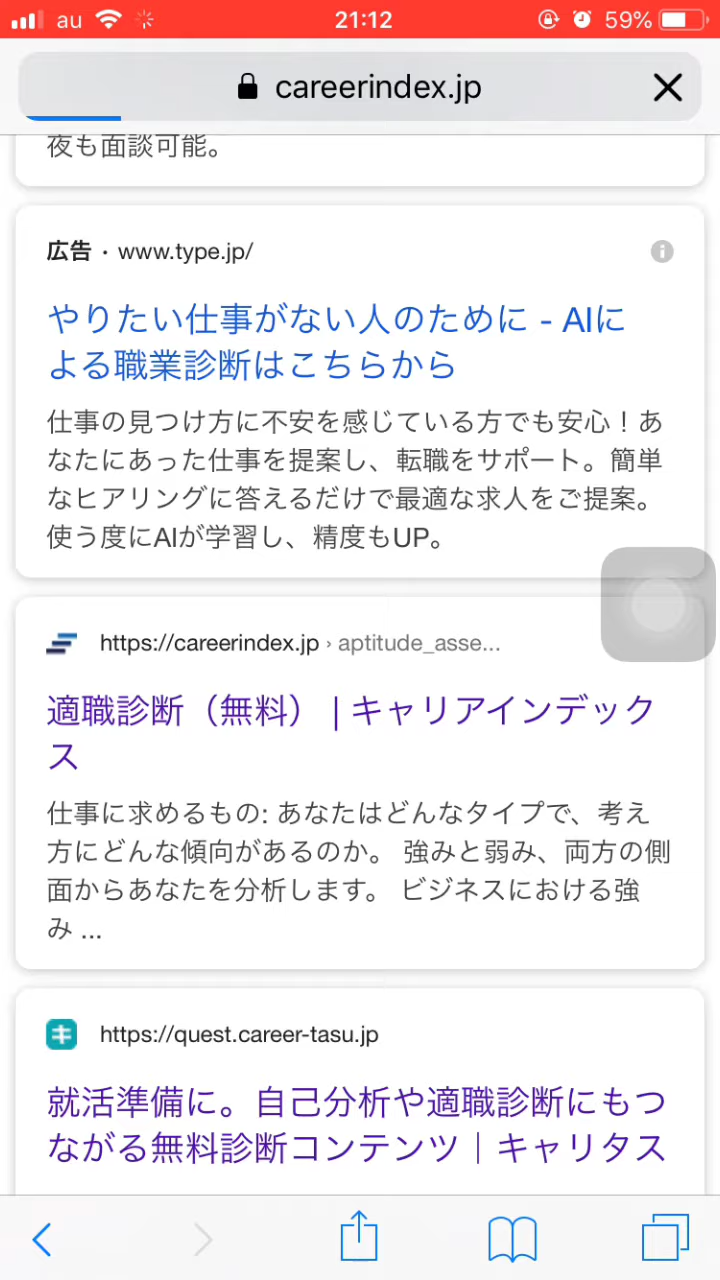 au 21:12 59%
careerindex.jp
夜も面談可能。
広告・www.type.jp/
やりたい仕事がない人のために - AIに
よる職業診断はこちらから
仕事の見つけ方に不安を感じている方でも安心！あ
なたにあった仕事を提案し、転職をサポート。簡単
なヒアリングに答えるだけで最適な求人をご提案。
使う度にAIが学習し、精度もUP。
https://careerindex.jp › aptitude_asse...
適職診断（無料） | キャリアインデック
ス
仕事に求めるもの: あなたはどんなタイプで、考え
方にどんな傾向があるのか。 強みと弱み、両方の側
面からあなたを分析します。 ビジネスにおける強
み ...
https://quest.career-tasu.jp
就活準備に。自己分析や適職診断にもつ
ながる無料診断コンテンツ｜キャリタス